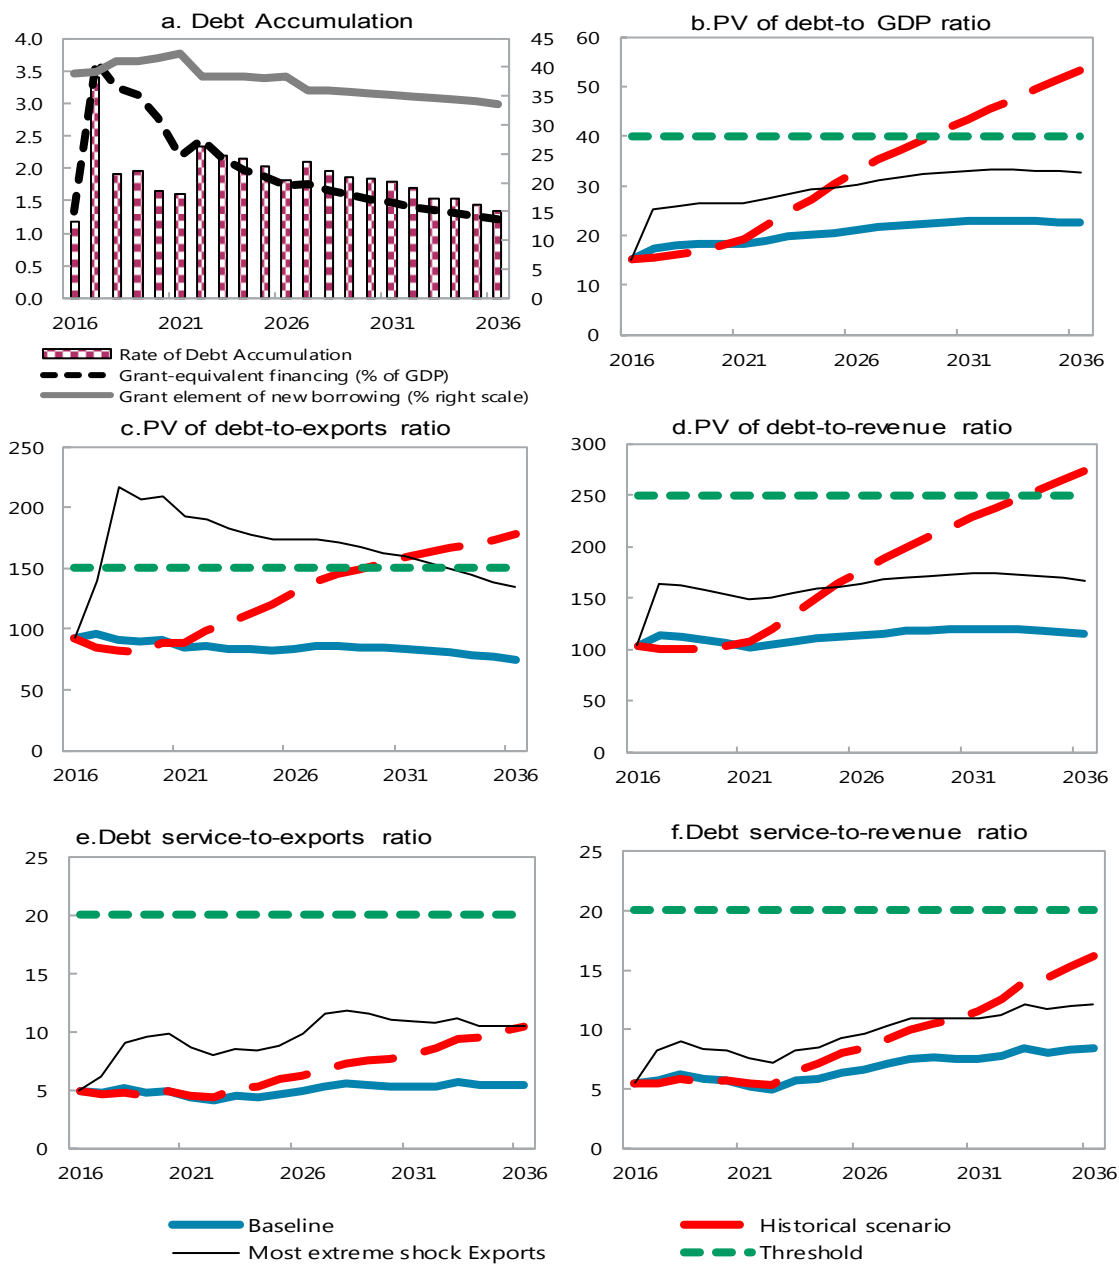 a. Debt Accumulation
4.0
3.5
3.0
2.5
2.0
1.5
1.0
0.5
0.0
45
40
35
30
25
20
15
10
5
0
2016 2021 2026 2031 2036
Rate of Debt Accumulation
Grant-equivalent financing (% of GDP)
Grant element of new borrowing (% right scale)
b.PV of debt-to GDP ratio
60
50
40
30
20
10
0
2016 2021 2026 2031 2036
c.PV of debt-to-exports ratio
250
200
150
100
50
0
2016 2021 2026 2031 2036
d.PV of debt-to-revenue ratio
300
250
200
150
100
50
0
2016 2021 2026 2031 2036
e.Debt service-to-exports ratio
25
20
15
10
5
0
2016 2021 2026 2031 2036
f.Debt service-to-revenue ratio
25
20
15
10
5
0
2016 2021 2026 2031 2036
Baseline
Historical scenario
Most extreme shock Exports
Threshold